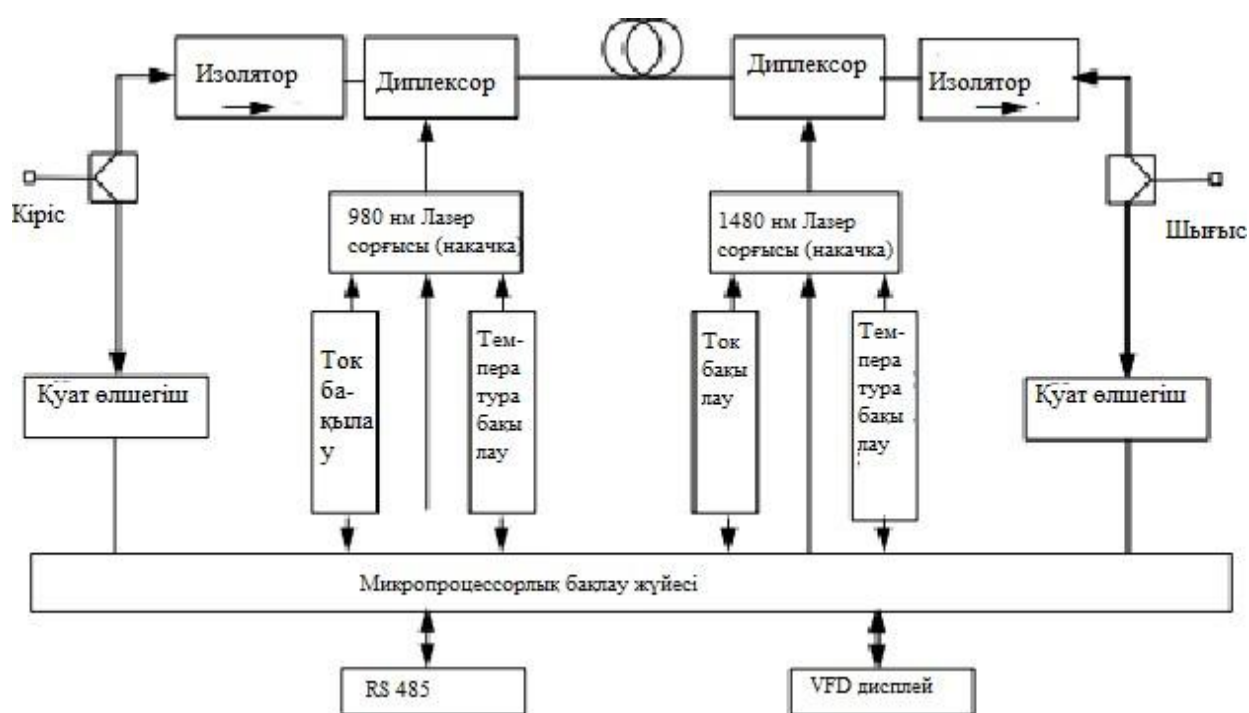 Изолятор
Диплексор
Диплексор
Изолятор
Кіріс
980 нм Лазер
сорғысы (накачка)
1480 нм Лазер
сорғысы (накачка)
Шығыс
Қуат өлшегіш
Ток
ба-
қыла
у
Тем-
пера
тура
бақы
лау
Ток
бақы
лау
Тем-
пера
тура
бақы
лау
Қуат өлшегіш
Микропроцессорлық бақлау жүйесі
RS 485
VFD дисплей